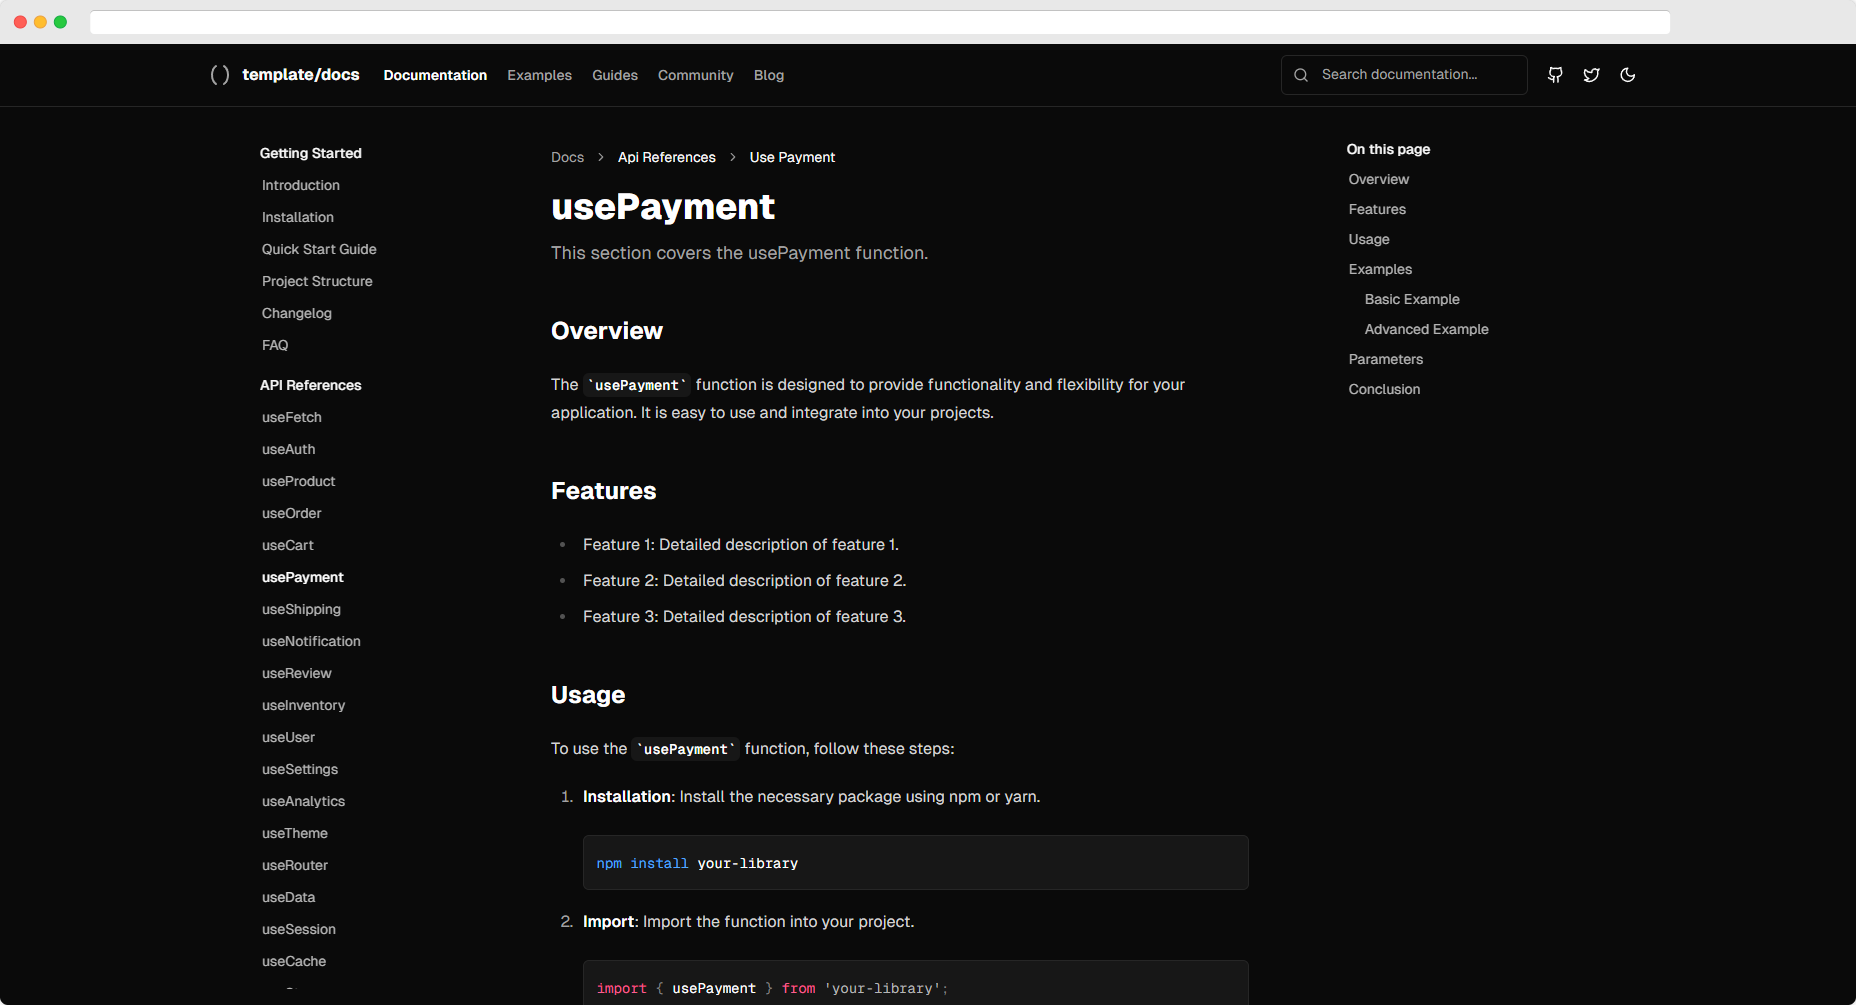 () template/docs Documentation Examples Guides Community Blog Search documentation...
Getting Started
Introduction
Installation
Quick Start Guide
Project Structure
Changelog
FAQ
API References
useFetch
useAuth
useProduct
useOrder
useCart
usePayment
useShipping
useNotification
useReview
useInventory
useUser
useSettings
useAnalytics
useTheme
useRouter
useData
useSession
useCache
Docs > Api References > Use Payment
usePayment
This section covers the usePayment function.
Overview
The `usePayment` function is designed to provide functionality and flexibility for your
application. It is easy to use and integrate into your projects.
Features
• Feature 1: Detailed description of feature 1.
• Feature 2: Detailed description of feature 2.
• Feature 3: Detailed description of feature 3.
Usage
To use the `usePayment` function, follow these steps:
1. Installation: Install the necessary package using npm or yarn.
npm install your-library
2. Import: Import the function into your project.
import { usePayment } from 'your-library';
On this page
Overview
Features
Usage
Examples
Basic Example
Advanced Example
Parameters
Conclusion